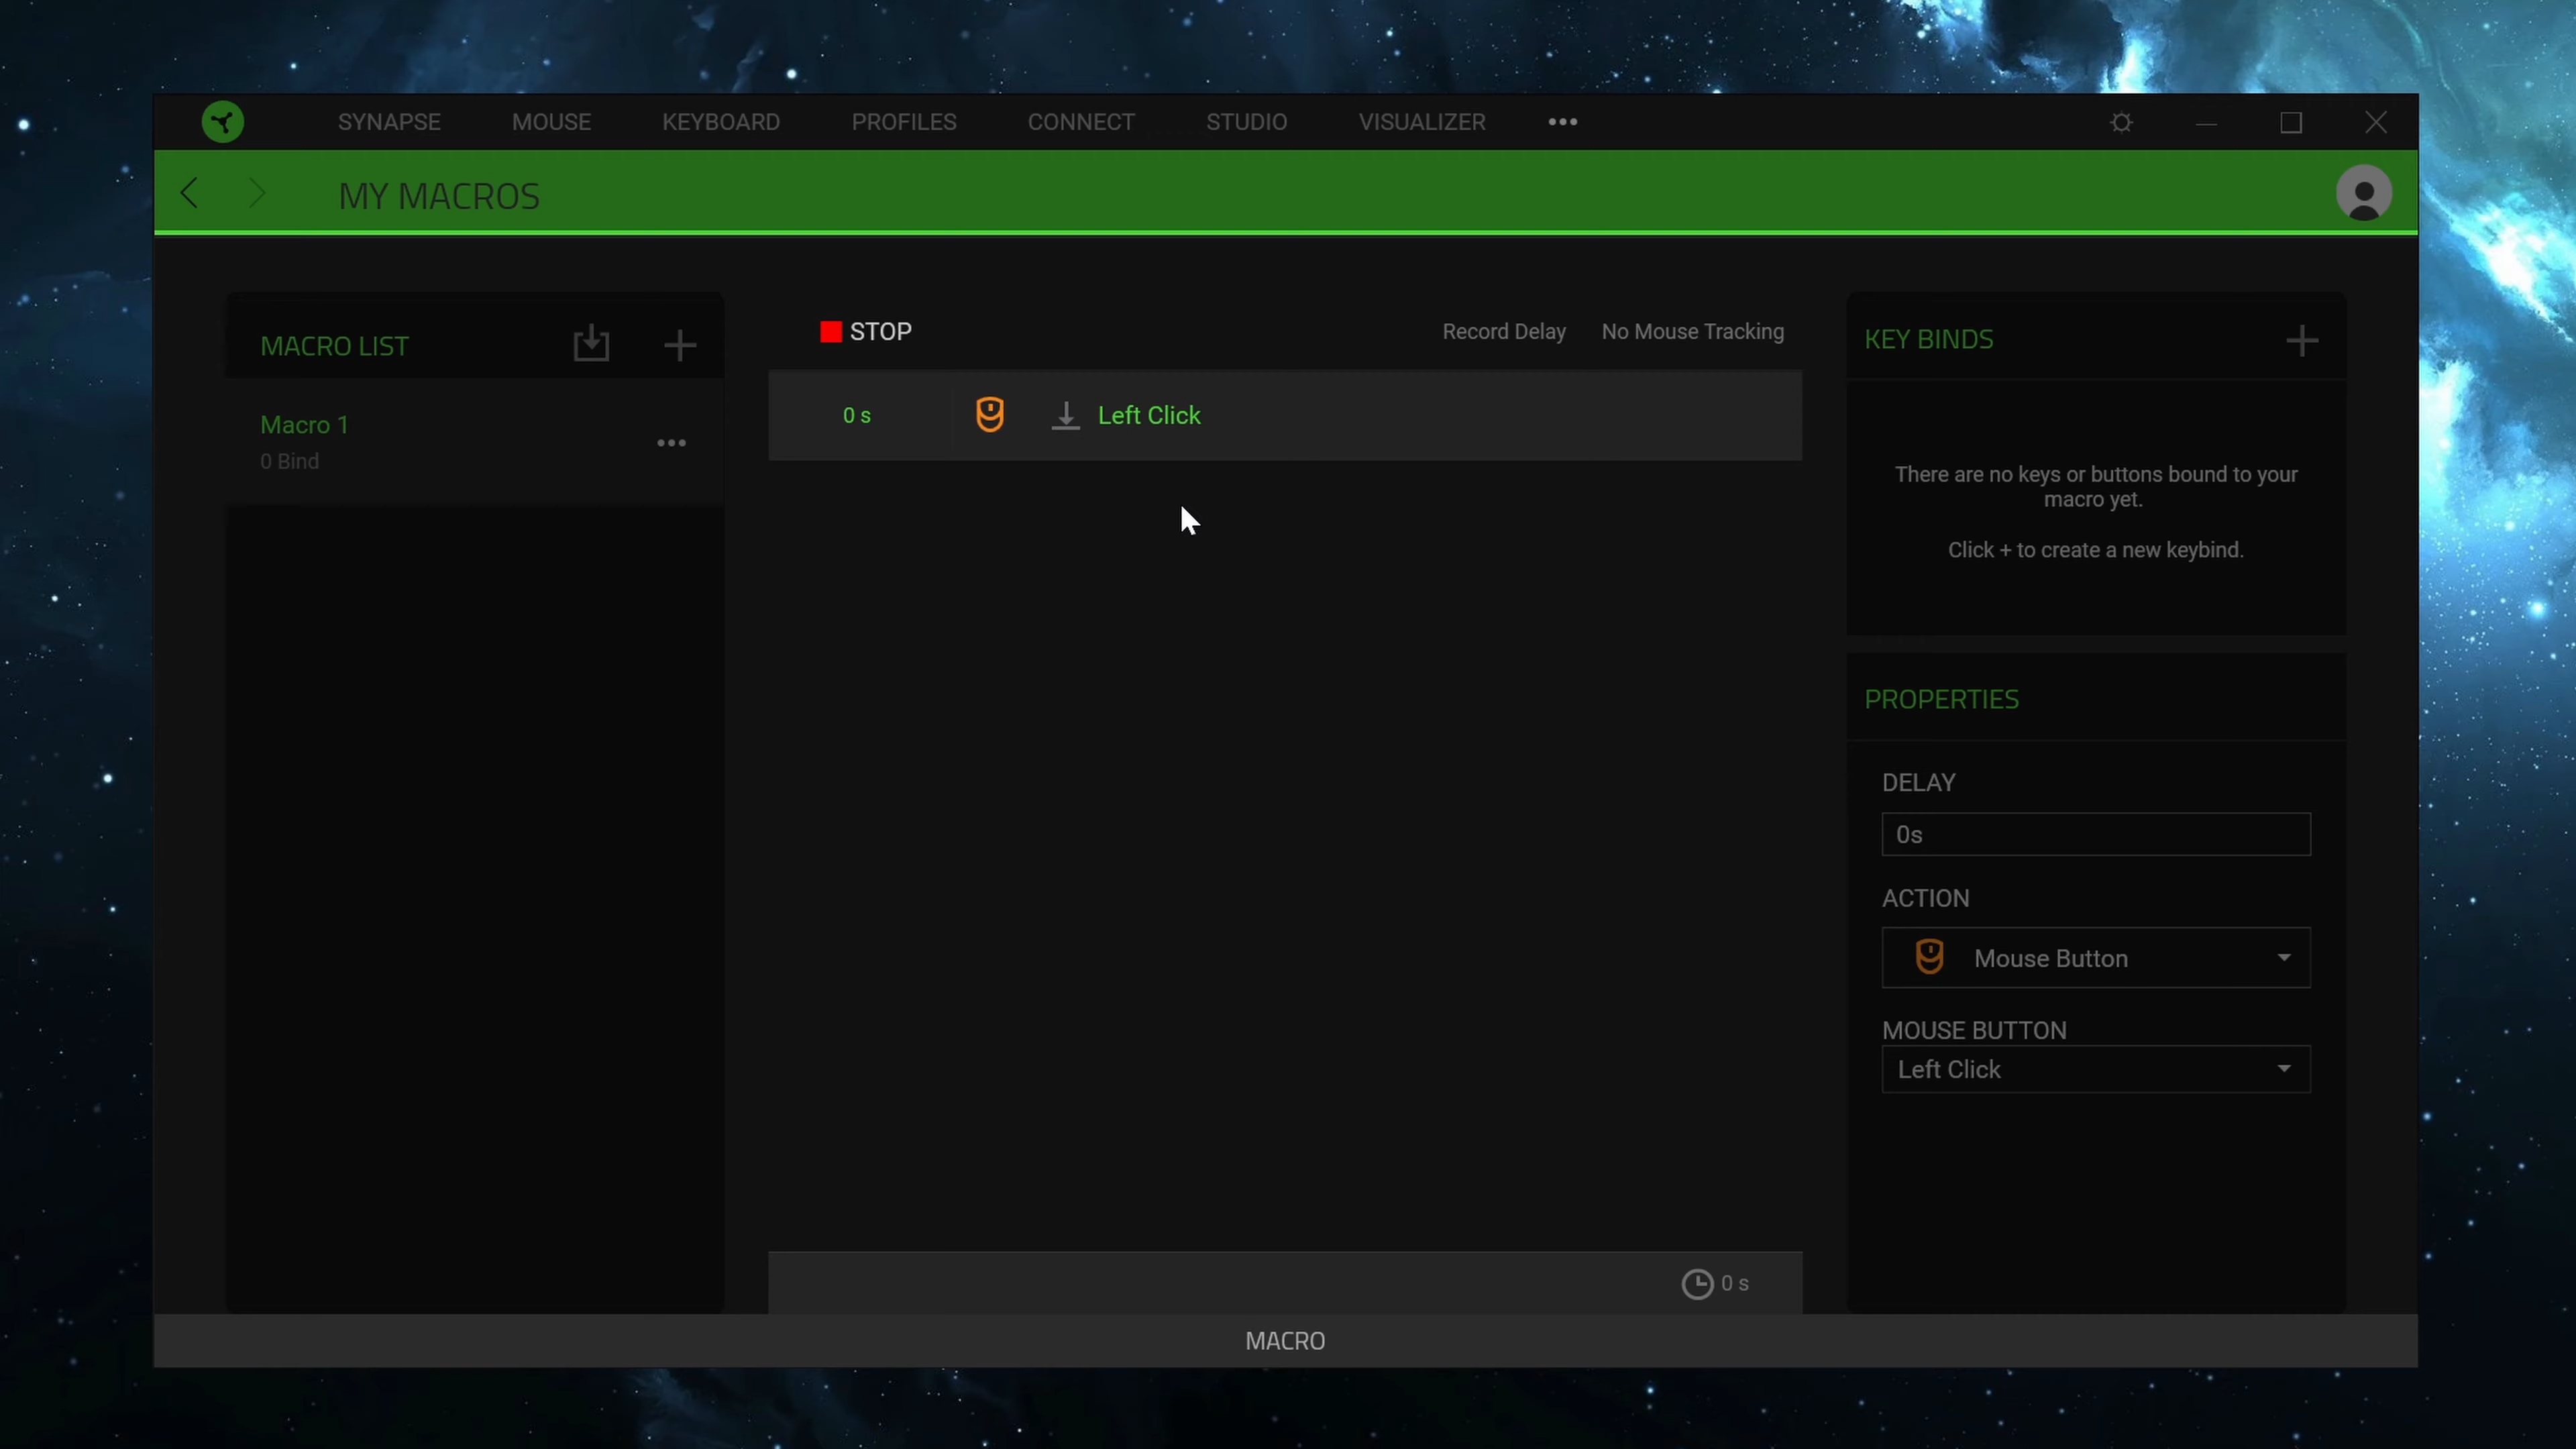 SYNAPSE MOUSE KEYBOARD PROFILES CONNECT STUDIO VISUALIZER •••
MY MACROS
MACRO LIST
Macro 1
0 Bind
STOP Record Delay No Mouse Tracking
0 s Left Click
0 s
KEY BINDS
There are no keys or buttons bound to your
macro yet.
Click + to create a new keybind.
PROPERTIES
DELAY
0s
ACTION
Mouse Button
MOUSE BUTTON
Left Click
MACRO